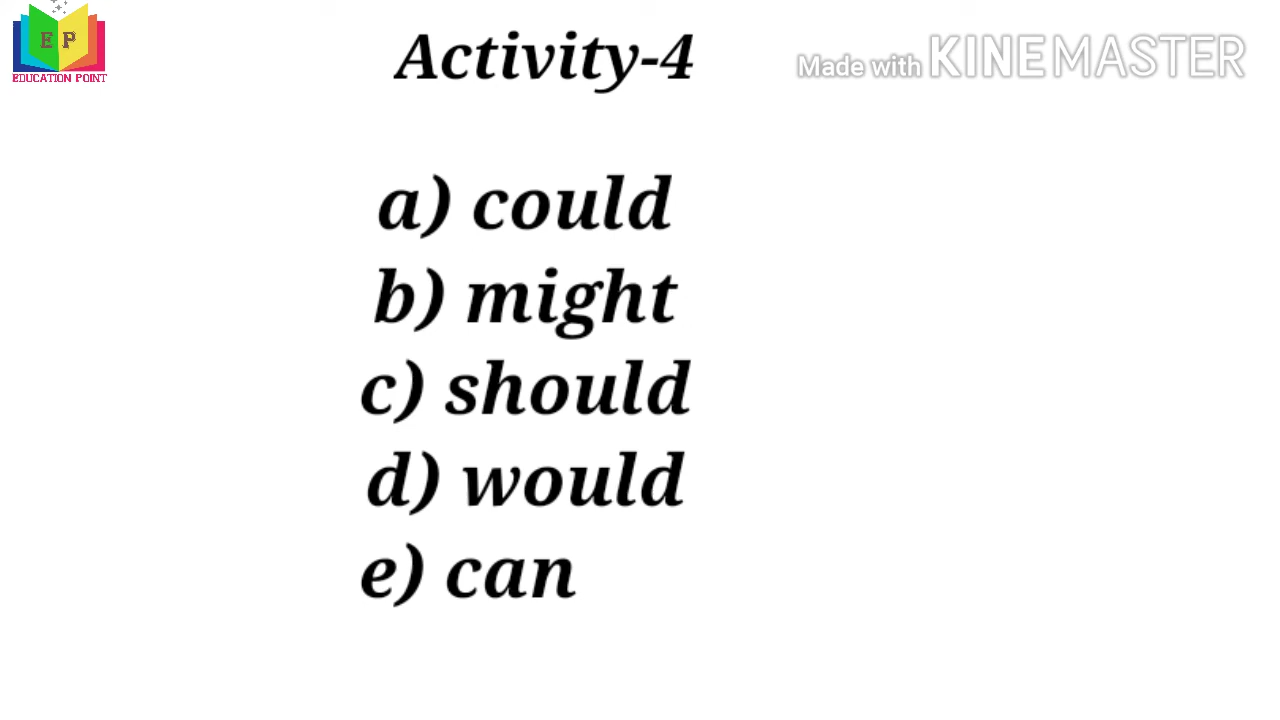 E P
EDUCATION POINT
Activity-4
Made with KINEMASTER
a) could
b) might
c) should
d) would
e) can